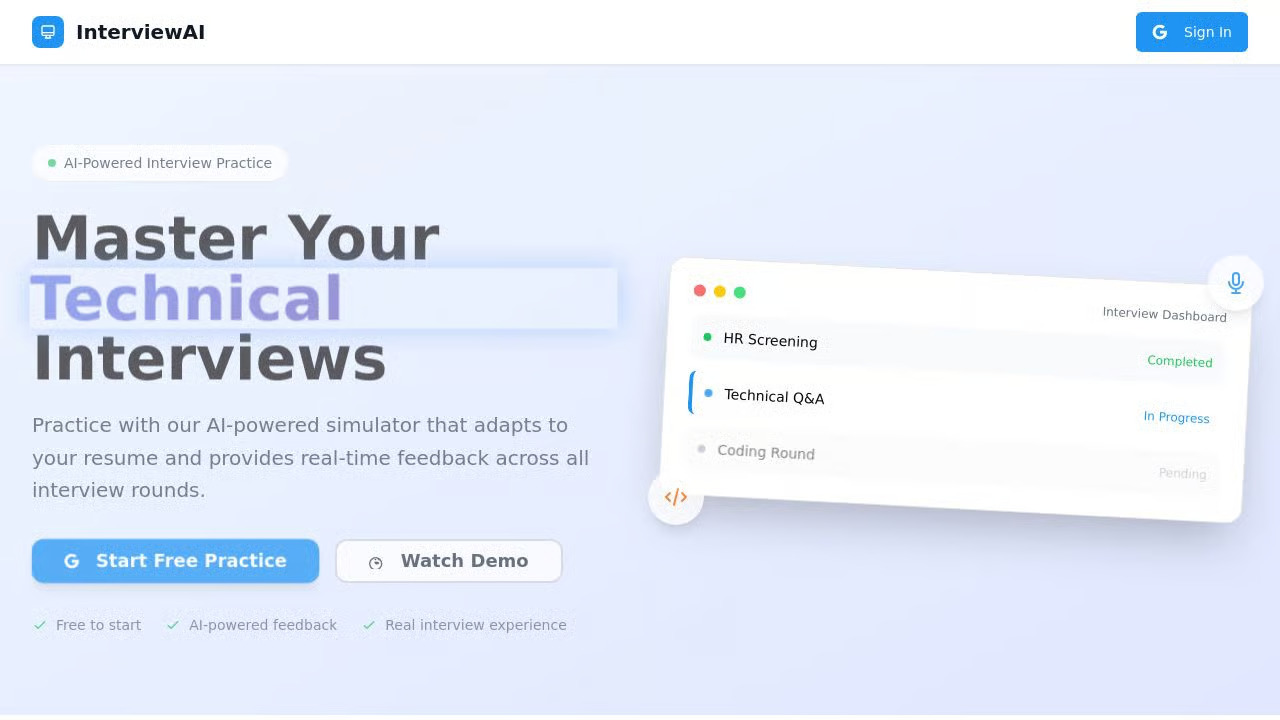 InterviewAI
Sign In
AI-Powered Interview Practice
Master Your
Technical
Interviews
Practice with our AI-powered simulator that adapts to
your resume and provides real-time feedback across all
interview rounds.
Start Free Practice
Watch Demo
Free to start
AI-powered feedback
Real interview experience
Interview Dashboard
HR Screening
Completed
Technical Q&A
In Progress
Coding Round
Pending